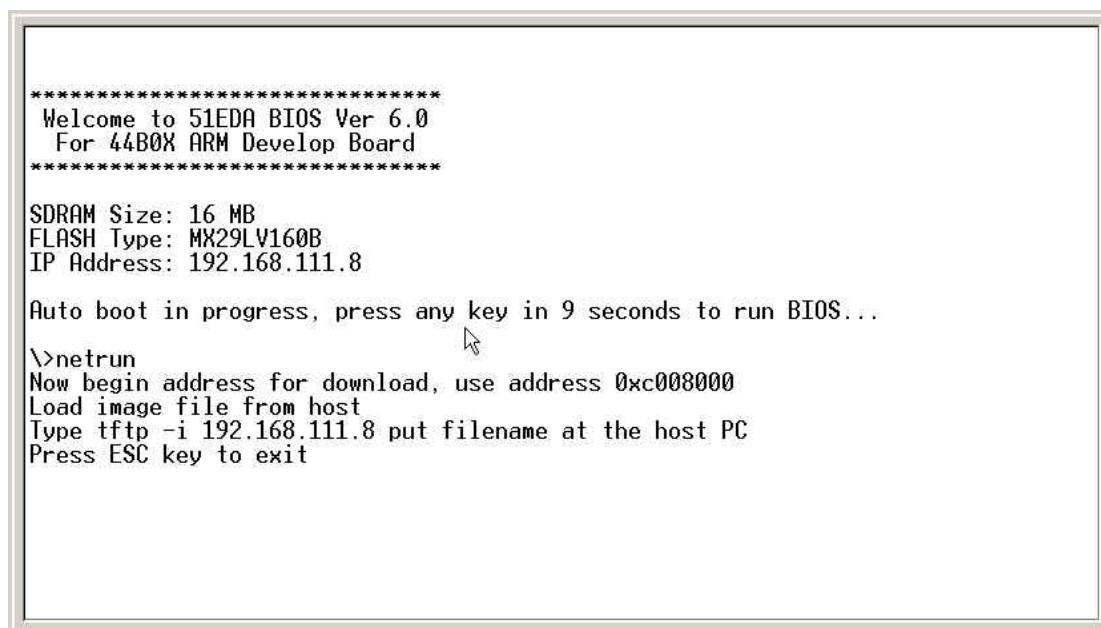 *******************************
Welcome to 51EDA BIOS Ver 6.0
For 44B0X ARM Develop Board
*******************************
SDRAM Size: 16 MB
FLASH Type: MX29LV160B
IP Address: 192.168.111.8
Auto boot in progress, press any key in 9 seconds to run BIOS...
\>netrun
Now begin address for download, use address 0xc008000
Load image file from host
Type tftp -i 192.168.111.8 put filename at the host PC
Press ESC key to exit